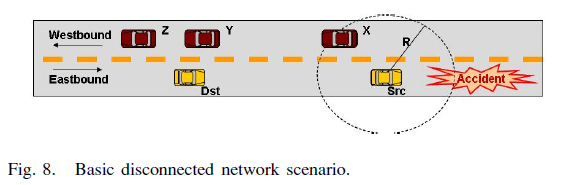 Westbound
Z
Y
X
R
Eastbound
Dst
Src
Accident
Fig. 8. Basic disconnected network scenario.